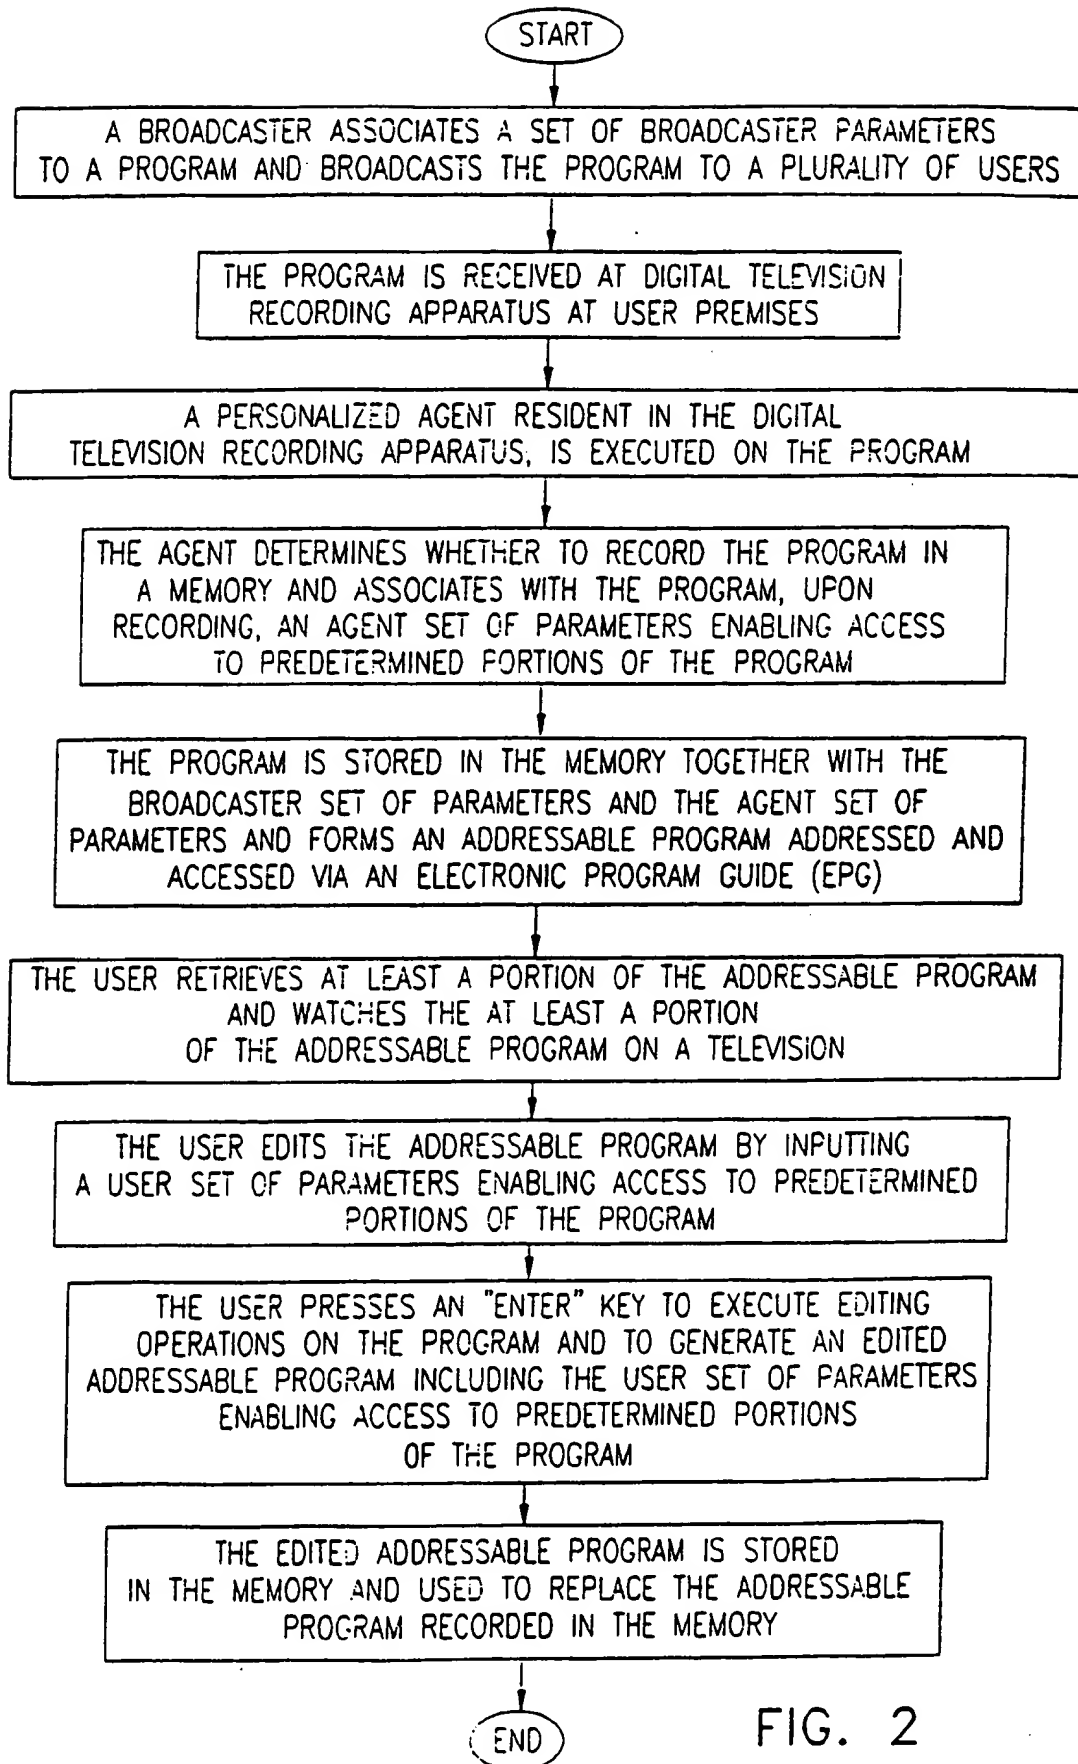 START
A BROADCASTER ASSOCIATES A SET OF BROADCASTER PARAMETERS
TO A PROGRAM AND BROADCASTS THE PROGRAM TO A PLURALITY OF USERS
THE PROGRAM IS RECEIVED AT DIGITAL TELEVISION
RECORDING APPARATUS AT USER PREMISES
A PERSONALIZED AGENT RESIDENT IN THE DIGITAL
TELEVISION RECORDING APPARATUS, IS EXECUTED ON THE PROGRAM
THE AGENT DETERMINES WHETHER TO RECORD THE PROGRAM IN
A MEMORY AND ASSOCIATES WITH THE PROGRAM, UPON
RECORDING, AN AGENT SET OF PARAMETERS ENABLING ACCESS
TO PREDETERMINED PORTIONS OF THE PROGRAM
THE PROGRAM IS STORED IN THE MEMORY TOGETHER WITH THE
BROADCASTER SET OF PARAMETERS AND THE AGENT SET OF
PARAMETERS AND FORMS AN ADDRESSABLE PROGRAM ADDRESSED AND
ACCESSED VIA AN ELECTRONIC PROGRAM GUIDE (EPG)
THE USER RETRIEVES AT LEAST A PORTION OF THE ADDRESSABLE PROGRAM
AND WATCHES THE AT LEAST A PORTION
OF THE ADDRESSABLE PROGRAM ON A TELEVISION
THE USER EDITS THE ADDRESSABLE PROGRAM BY INPUTTING
A USER SET OF PARAMETERS ENABLING ACCESS TO PREDETERMINED
PORTIONS OF THE PROGRAM
THE USER PRESSES AN "ENTER" KEY TO EXECUTE EDITING
OPERATIONS ON THE PROGRAM AND TO GENERATE AN EDITED
ADDRESSABLE PROGRAM INCLUDING THE USER SET OF PARAMETERS
ENABLING ACCESS TO PREDETERMINED PORTIONS
OF THE PROGRAM
THE EDITED ADDRESSABLE PROGRAM IS STORED
IN THE MEMORY AND USED TO REPLACE THE ADDRESSABLE
PROGRAM RECORDED IN THE MEMORY
END
FIG. 2